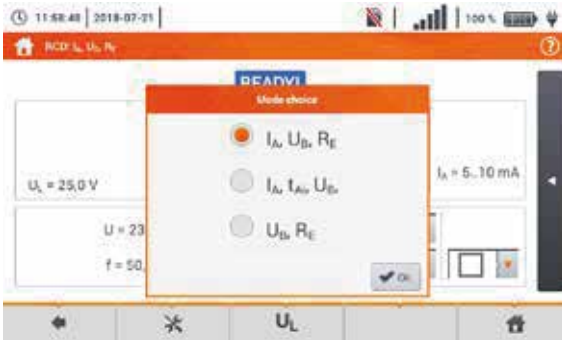 11:58:48 | 2018-07-21 | 100 %
RCD: IA, UB, RE
READY!
Mode choice
IA, UB, RE
IA, tA, UB,
UB, RE
UL = 25,0 V
IA = 5..10 mA
U = 23
f = 50,
OK
UL